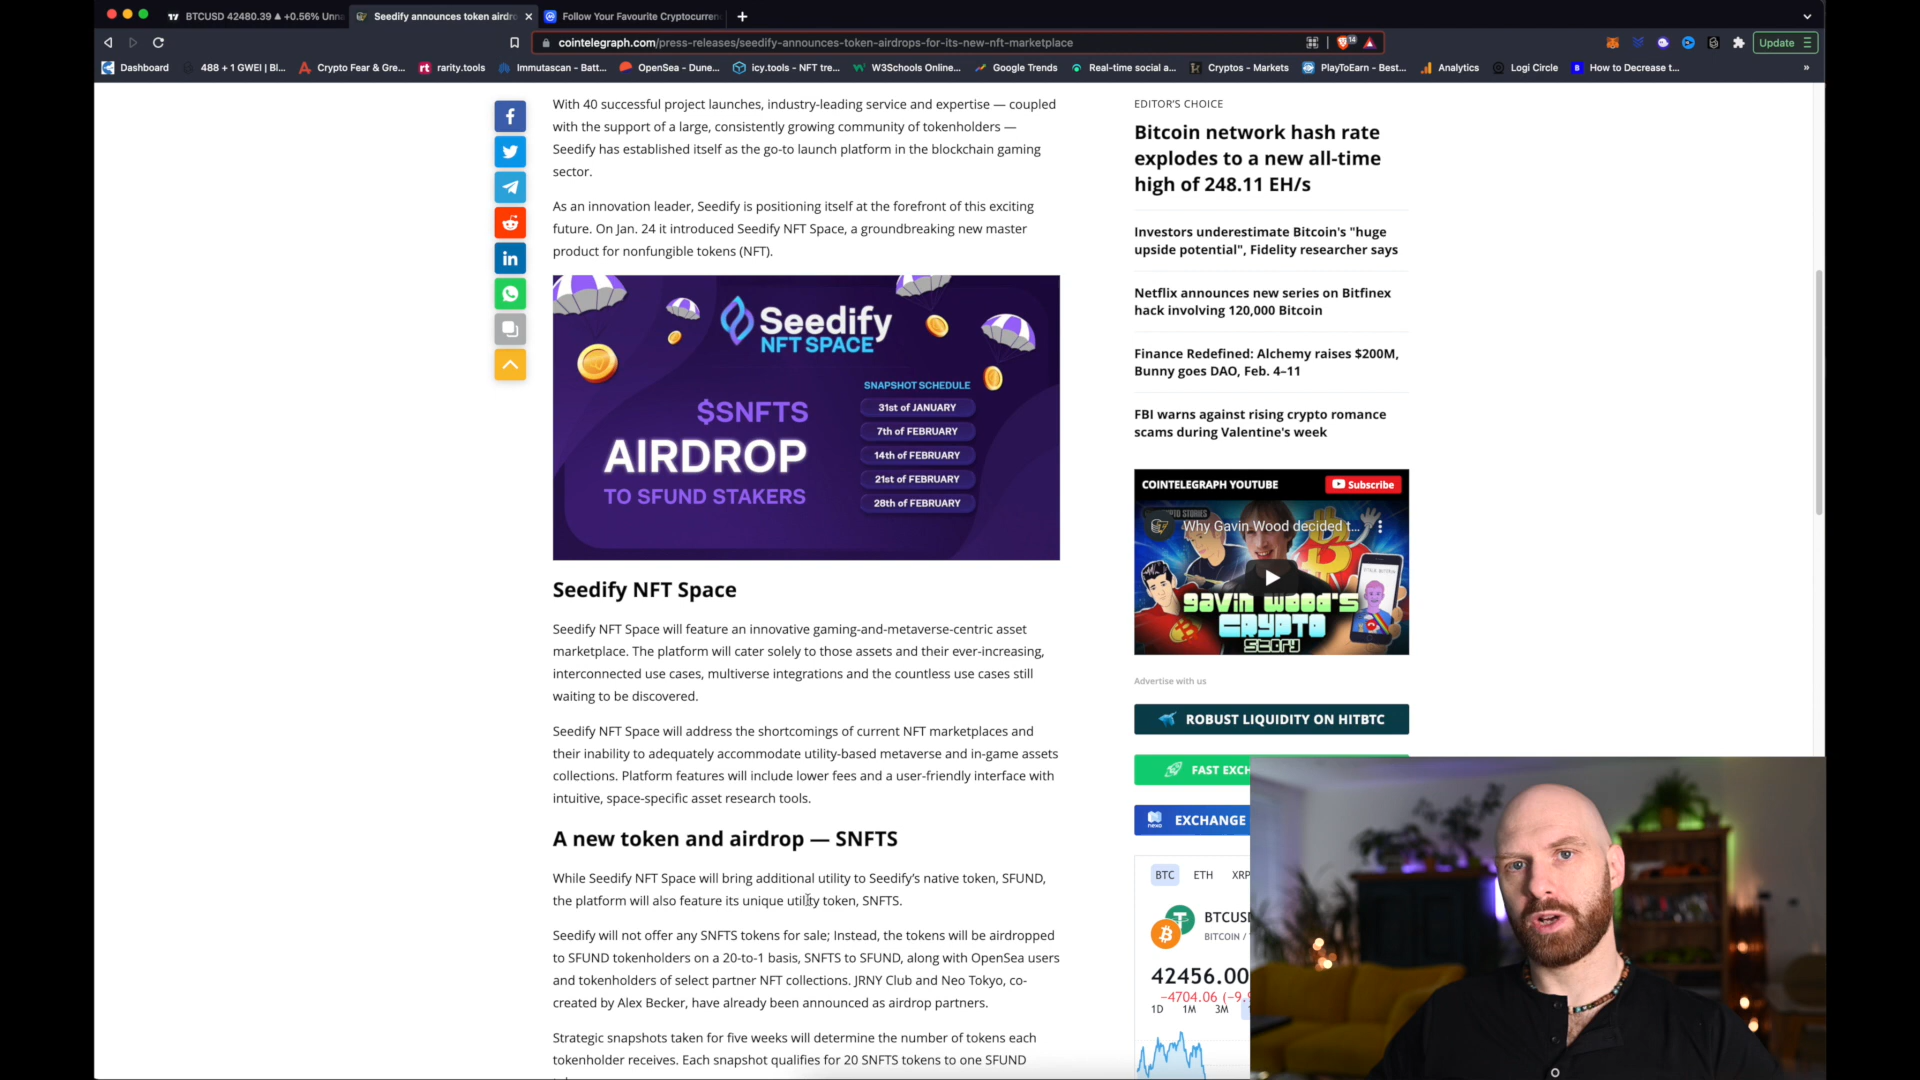 BTCUSD 42480.39 ▲ +0.56% Unna
Seedify announces token airdro
Follow Your Favourite Cryptocurren
cointelegraph.com/press-releases/seedify-announces-token-airdrops-for-its-new-nft-marketplace
14
Update
Dashboard
488 + 1 GWEI | Bl...
Crypto Fear & Gre...
rt rarity.tools
Immutascan - Batt...
OpenSea - Dune...
icy.tools - NFT tre...
W3Schools Online...
Google Trends
Real-time social a...
Cryptos - Markets
PlayToEarn - Best...
Analytics
Logi Circle
How to Decrease t...
»
With 40 successful project launches, industry-leading service and expertise — coupled
with the support of a large, consistently growing community of tokenholders —
Seedify has established itself as the go-to launch platform in the blockchain gaming
sector.
As an innovation leader, Seedify is positioning itself at the forefront of this exciting
future. On Jan. 24 it introduced Seedify NFT Space, a groundbreaking new master
product for nonfungible tokens (NFT).
Seedify
NFT SPACE
SNAPSHOT SCHEDULE
31st of JANUARY
7th of FEBRUARY
14th of FEBRUARY
21st of FEBRUARY
28th of FEBRUARY
$SNFTS
AIRDROP
TO SFUND STAKERS
Seedify NFT Space
Seedify NFT Space will feature an innovative gaming-and-metaverse-centric asset
marketplace. The platform will cater solely to those assets and their ever-increasing,
interconnected use cases, multiverse integrations and the countless use cases still
waiting to be discovered.
Seedify NFT Space will address the shortcomings of current NFT marketplaces and
their inability to adequately accommodate utility-based metaverse and in-game assets
collections. Platform features will include lower fees and a user-friendly interface with
intuitive, space-specific asset research tools.
A new token and airdrop — SNFTS
While Seedify NFT Space will bring additional utility to Seedify's native token, SFUND,
the platform will also feature its unique utility token, SNFTS.
Seedify will not offer any SNFTS tokens for sale; Instead, the tokens will be airdropped
to SFUND tokenholders on a 20-to-1 basis, SNFTS to SFUND, along with OpenSea users
and tokenholders of select partner NFT collections. JRNY Club and Neo Tokyo, co-
created by Alex Becker, have already been announced as airdrop partners.
Strategic snapshots taken for five weeks will determine the number of tokens each
tokenholder receives. Each snapshot qualifies for 20 SNFTS tokens to one SFUND
EDITOR'S CHOICE
Bitcoin network hash rate
explodes to a new all-time
high of 248.11 EH/s
Investors underestimate Bitcoin's "huge
upside potential", Fidelity researcher says
Netflix announces new series on Bitfinex
hack involving 120,000 Bitcoin
Finance Redefined: Alchemy raises $200M,
Bunny goes DAO, Feb. 4–11
FBI warns against rising crypto romance
scams during Valentine's week
COINTELEGRAPH YOUTUBE
Subscribe
Why Gavin Wood decided t...
GAVIN WOOD'S
CRYPTO
STORY
Advertise with us
ROBUST LIQUIDITY ON HITBTC
FAST EXCH
nexo
EXCHANGE
BTC ETH XRP
BTCUSD
BITCOIN /
42456.00
−4704.06 (−9.9
1D 1M 3M